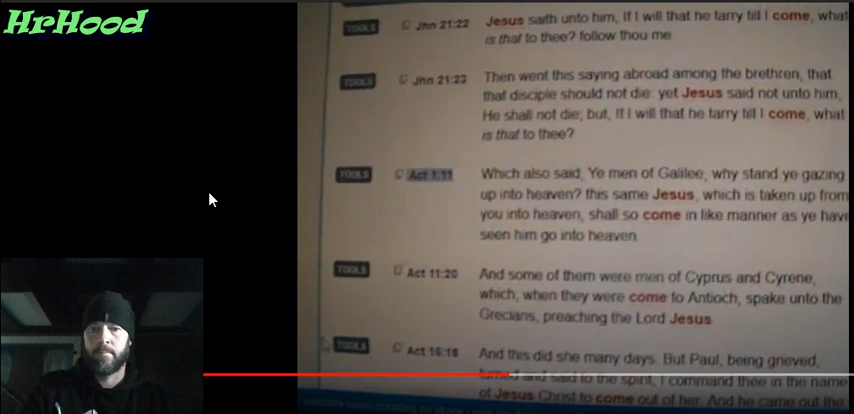 HrHood
TOOLS Jhn 21:22 Jesus saith unto him, If I will that he tarry till I come, what
is that to thee? follow thou me.
TOOLS Jhn 21:23 Then went this saying abroad among the brethren, that
that disciple should not die: yet Jesus said not unto him,
He shall not die; but, If I will that he tarry till I come, what
is that to thee?
TOOLS Act 1:11 Which also said, Ye men of Galilee, why stand ye gazing
up into heaven? this same Jesus, which is taken up from
you into heaven, shall so come in like manner as ye have
seen him go into heaven.
TOOLS Act 11:20 And some of them were men of Cyprus and Cyrene,
which, when they were come to Antioch, spake unto the
Grecians, preaching the Lord Jesus.
TOOLS Act 16:18 And this did she many days. But Paul, being grieved,
turned and said to the spirit, I command thee in the name
of Jesus Christ to come out of her. And he came out the